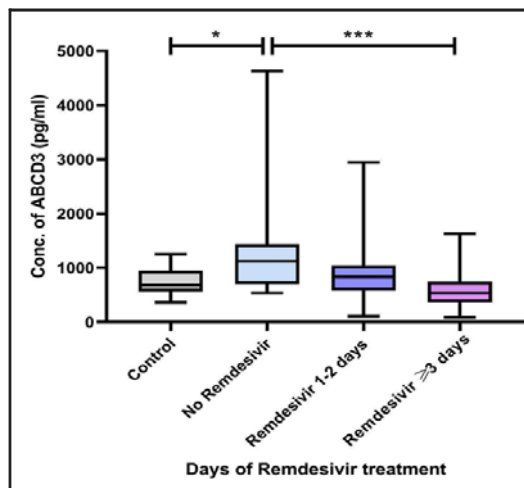 * ***
5000
4000
3000
2000
1000
0
Conc. of ABCD3 (pg/ml)
Control
No Remdesivir
Remdesivir 1-2 days
Remdesivir ⩾3 days
Days of Remdesivir treatment